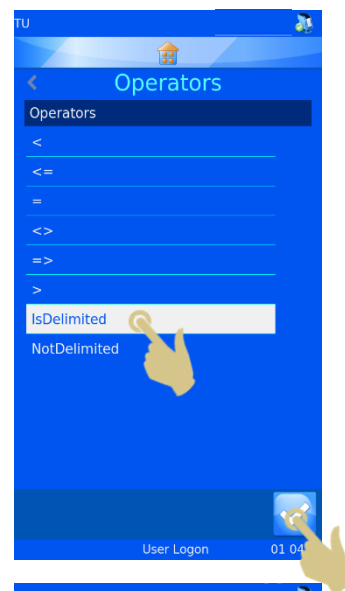 TU
Operators
Operators
<
<=
=
<>
=>
>
IsDelimited
NotDelimited
User Logon 01 04